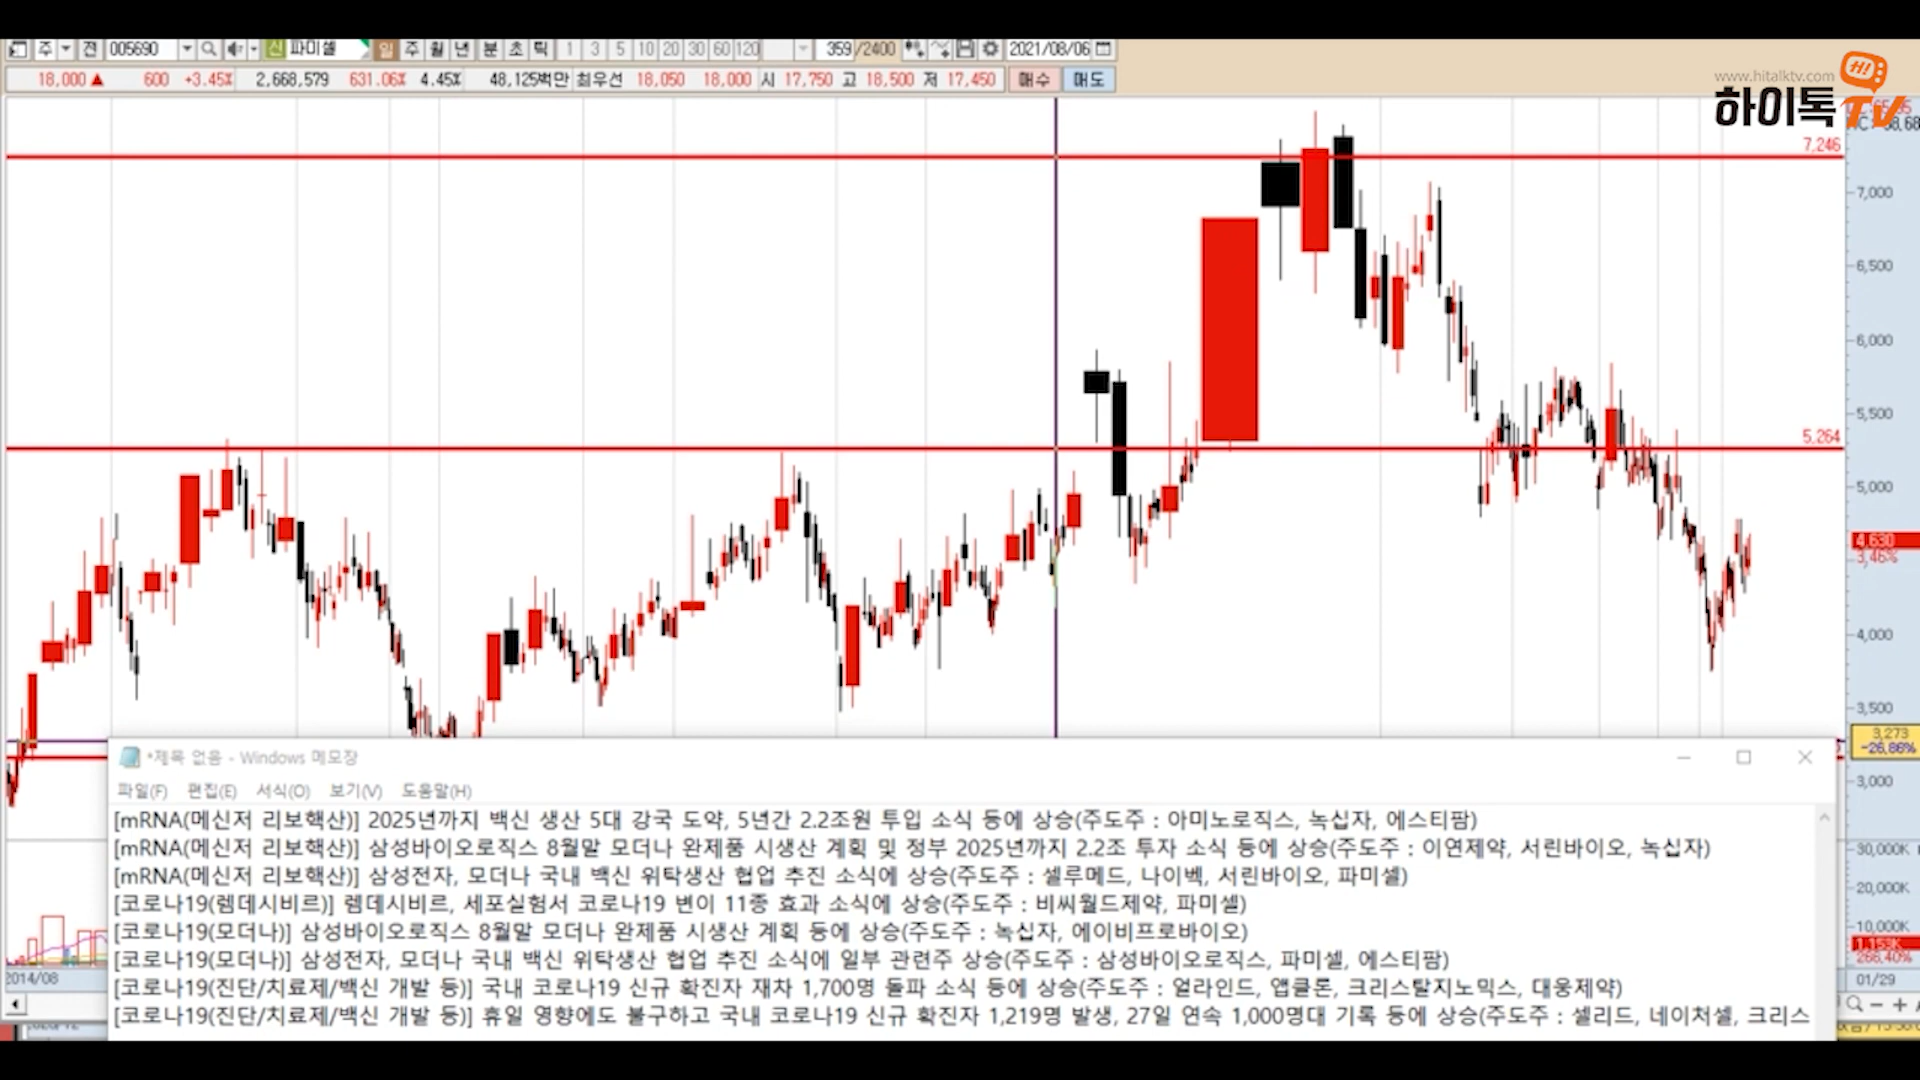 주 전 005690 신 파미셀 일 주 월 년 분 초 틱 1 3 5 10 20 30 60 120 359 /2400 2021/08/06
18,000 ▲ 600 +3.45% 2,668,579 631.06% 4.45% 48,125백만 최우선 18,050 18,000 시 17,750 고 18,500 저 17,450 매수 매도
www.hitalktv.com
Hi!
하이톡TV
7,246
7,000
6,500
6,000
5,500
5,264
5,000
4,630
3.46%
4,000
3,500
3,273
-26,86%
3,000
*제목 없음 - Windows 메모장
파일(F) 편집(E) 서식(O) 보기(V) 도움말(H)
[mRNA(메신저 리보핵산)] 2025년까지 백신 생산 5대 강국 도약, 5년간 2.2조원 투입 소식 등에 상승(주도주 : 아미노로직스, 녹십자, 에스티팜)
[mRNA(메신저 리보핵산)] 삼성바이오로직스 8월말 모더나 완제품 시생산 계획 및 정부 2025년까지 2.2조 투자 소식 등에 상승(주도주 : 이연제약, 서린바이오, 녹십자)
[mRNA(메신저 리보핵산)] 삼성전자, 모더나 국내 백신 위탁생산 협업 추진 소식에 상승(주도주 : 셀루메드, 나이벡, 서린바이오, 파미셀)
[코로나19(렘데시비르)] 렘데시비르, 세포실험서 코로나19 변이 11종 효과 소식에 상승(주도주 : 비씨월드제약, 파미셀)
[코로나19(모더나)] 삼성바이오로직스 8월말 모더나 완제품 시생산 계획 등에 상승(주도주 : 녹십자, 에이비프로바이오)
[코로나19(모더나)] 삼성전자, 모더나 국내 백신 위탁생산 협업 추진 소식에 일부 관련주 상승(주도주 : 삼성바이오로직스, 파미셀, 에스티팜)
[코로나19(진단/치료제/백신 개발 등)] 국내 코로나19 신규 확진자 재차 1,700명 돌파 소식 등에 상승(주도주 : 얼라인드, 앱클론, 크리스탈지노믹스, 대웅제약)
[코로나19(진단/치료제/백신 개발 등)] 휴일 영향에도 불구하고 국내 코로나19 신규 확진자 1,219명 발생, 27일 연속 1,000명대 기록 등에 상승(주도주 : 셀리드, 네이처셀, 크리스
30,000K
20,000K
10,000K
1,153K
266,40%
2014/08
01/29